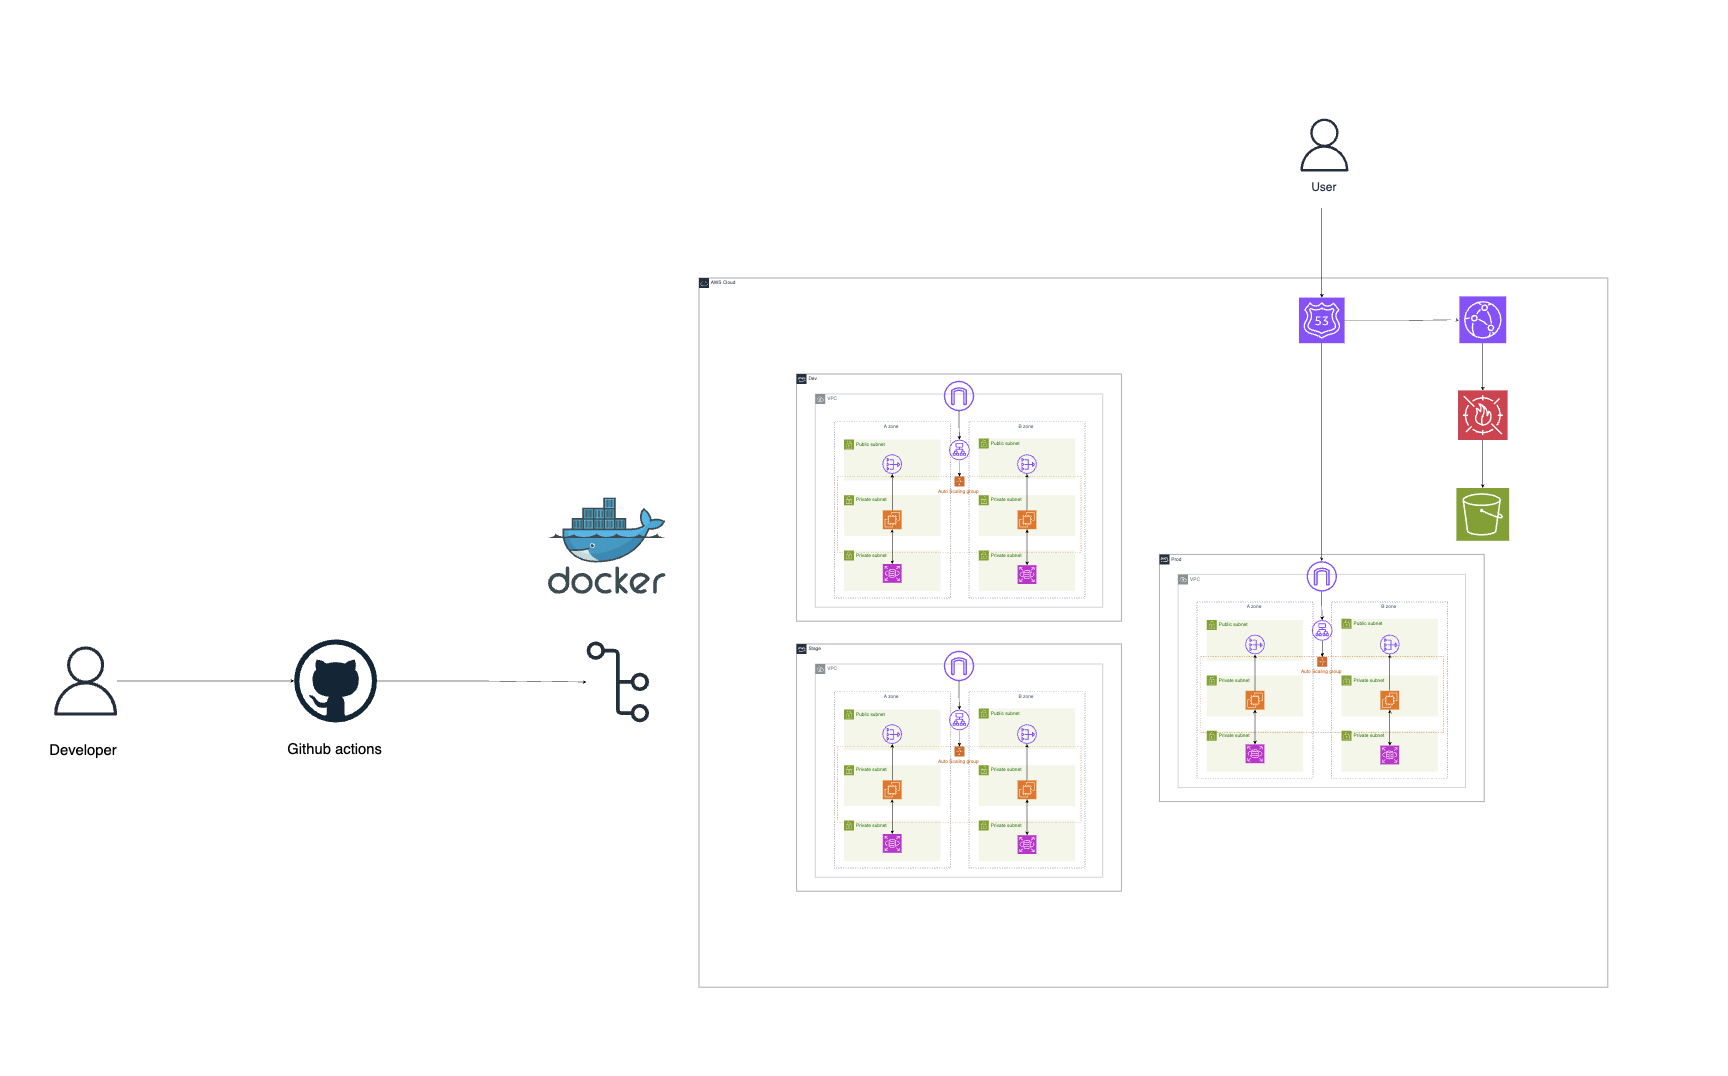 User
AWS Cloud
53
Dev
VPC
A zone
B zone
Public subnet
Public subnet
Auto Scaling group
Private subnet
Private subnet
Private subnet
Private subnet
docker
Prod
VPC
A zone
B zone
Public subnet
Public subnet
Auto Scaling group
Private subnet
Private subnet
Private subnet
Private subnet
Stage
VPC
A zone
B zone
Public subnet
Public subnet
Auto Scaling group
Private subnet
Private subnet
Private subnet
Private subnet
Developer
Github actions